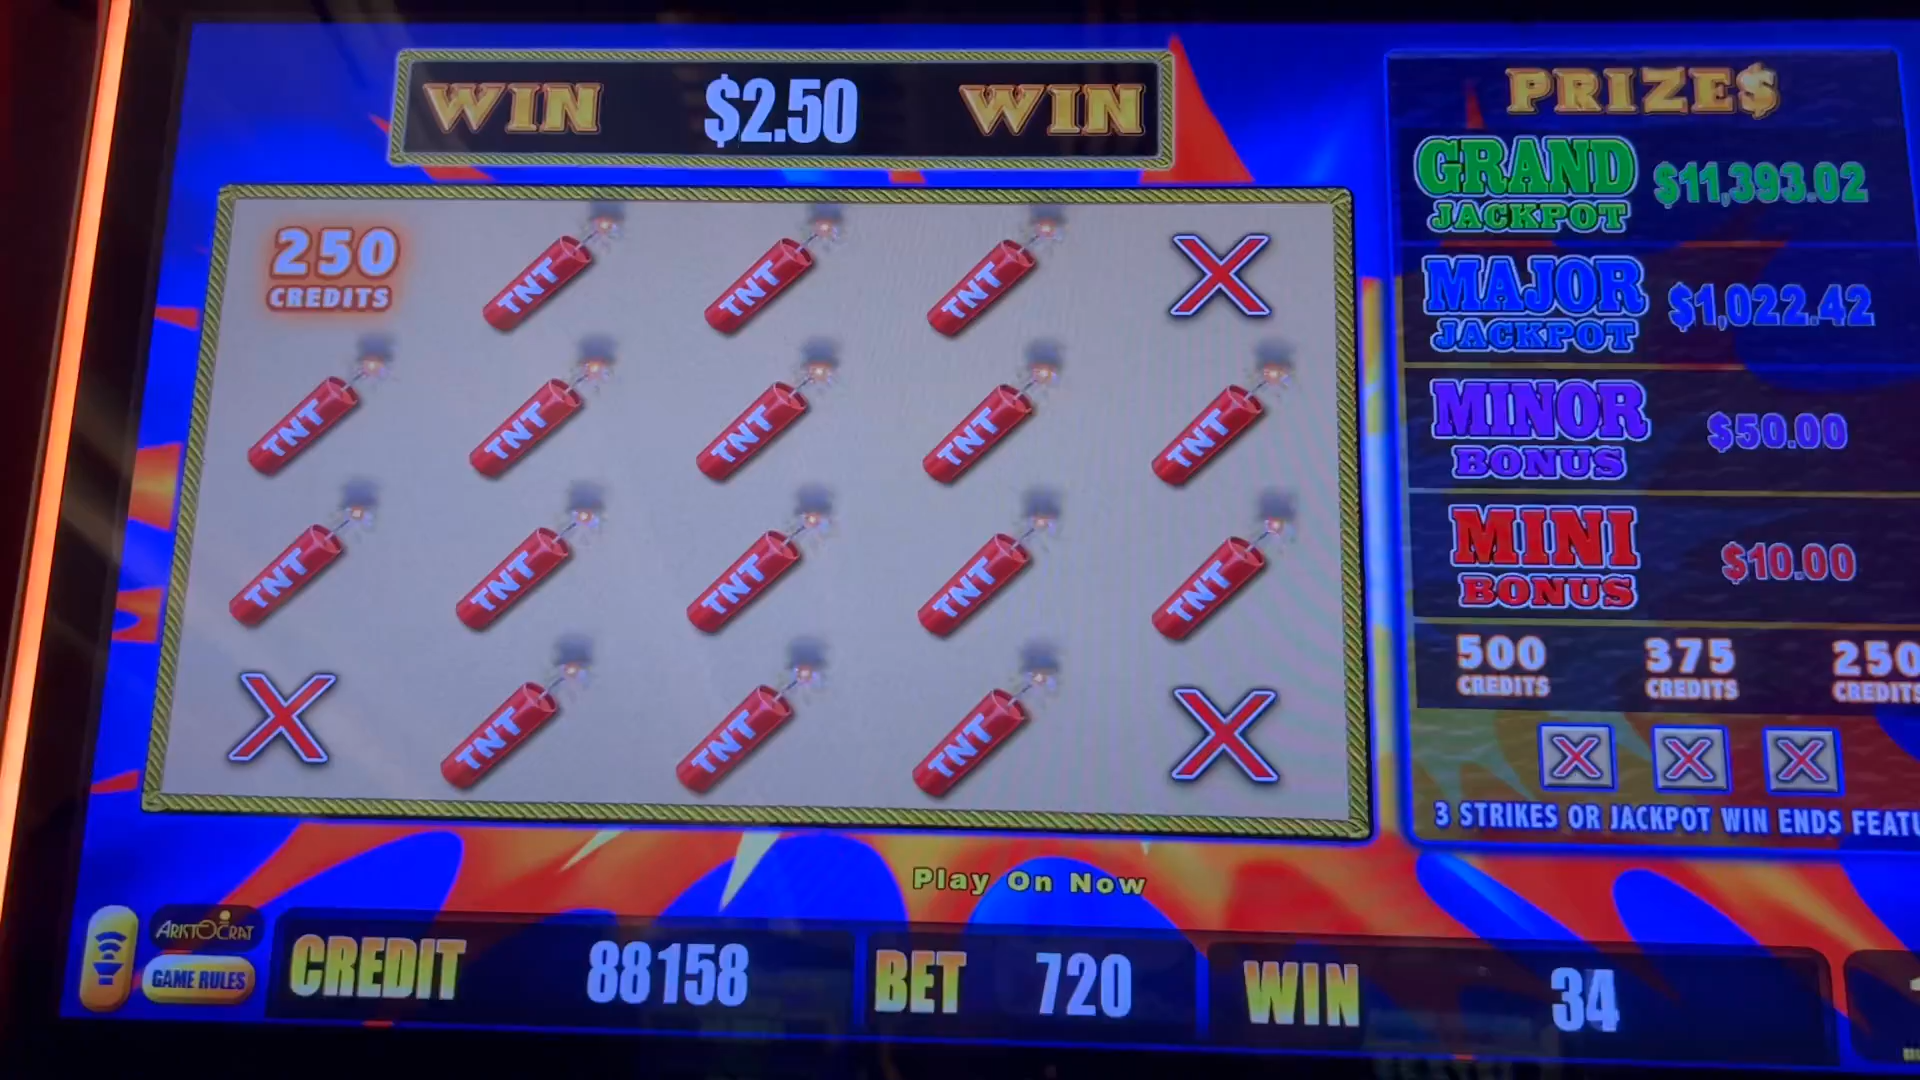 WIN $2.50 WIN
PRIZE$
GRAND
JACKPOT
$11,393.02
MAJOR
JACKPOT
$1,022.42
MINOR
BONUS
$50.00
MINI
BONUS
$10.00
500
CREDITS
375
CREDITS
250
CREDITS
X X X
3 STRIKES OR JACKPOT WIN ENDS FEATU
250
CREDITS
TNT TNT TNT X
TNT TNT TNT TNT TNT
TNT TNT TNT TNT TNT
X TNT TNT TNT X
Play On Now
ARISTOCRAT
GAME RULES
CREDIT 88158 BET 720 WIN 34